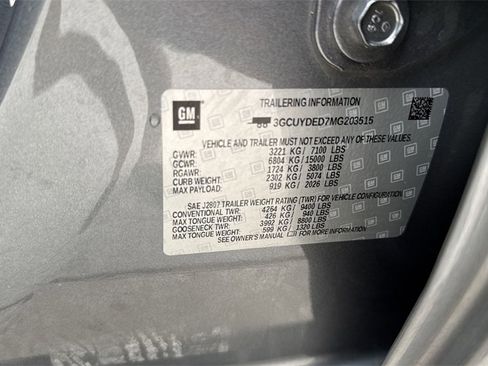 GM
TRAILERING INFORMATION
3GCUYDED7MG203515
VEHICLE AND TRAILER MUST NOT EXCEED ANY OF THESE VALUES.
GVWR: 3221 KG / 7100 LBS
GCWR: 6804 KG / 15000 LBS
RGAWR: 1724 KG / 3800 LBS
CURB WEIGHT: 2302 KG / 5074 LBS
MAX PAYLOAD: 919 KG / 2026 LBS
SAE J2807 TRAILER WEIGHT RATING (TWR) FOR VEHICLE CONFIGURATION.
CONVENTIONAL TWR: 4264 KG / 9400 LBS
MAX TONGUE WEIGHT: 426 KG / 940 LBS
GOOSENECK TWR: 3992 KG / 8800 LBS
MAX TONGUE WEIGHT: 599 KG / 1320 LBS
SEE OWNER'S MANUAL FOR MORE INFORMATION